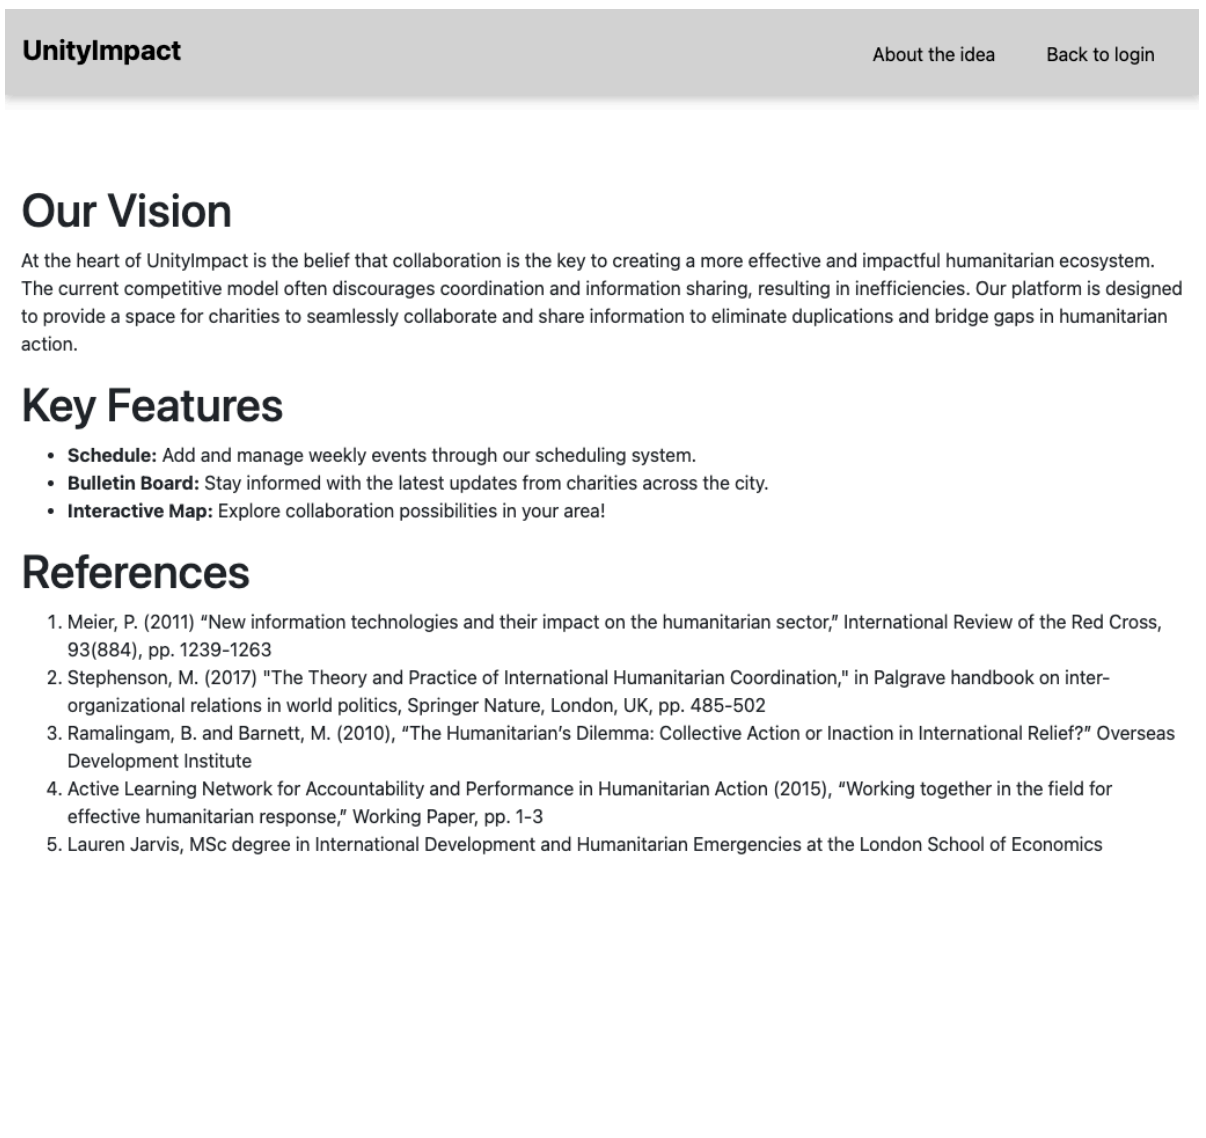 UnityImpact
About the idea
Back to login
Our Vision
At the heart of UnityImpact is the belief that collaboration is the key to creating a more effective and impactful humanitarian ecosystem.
The current competitive model often discourages coordination and information sharing, resulting in inefficiencies. Our platform is designed
to provide a space for charities to seamlessly collaborate and share information to eliminate duplications and bridge gaps in humanitarian
action.
Key Features
• Schedule: Add and manage weekly events through our scheduling system.
• Bulletin Board: Stay informed with the latest updates from charities across the city.
• Interactive Map: Explore collaboration possibilities in your area!
References
1. Meier, P. (2011) “New information technologies and their impact on the humanitarian sector,” International Review of the Red Cross,
93(884), pp. 1239-1263
2. Stephenson, M. (2017) "The Theory and Practice of International Humanitarian Coordination," in Palgrave handbook on inter-
organizational relations in world politics, Springer Nature, London, UK, pp. 485-502
3. Ramalingam, B. and Barnett, M. (2010), “The Humanitarian’s Dilemma: Collective Action or Inaction in International Relief?” Overseas
Development Institute
4. Active Learning Network for Accountability and Performance in Humanitarian Action (2015), “Working together in the field for
effective humanitarian response,” Working Paper, pp. 1-3
5. Lauren Jarvis, MSc degree in International Development and Humanitarian Emergencies at the London School of Economics